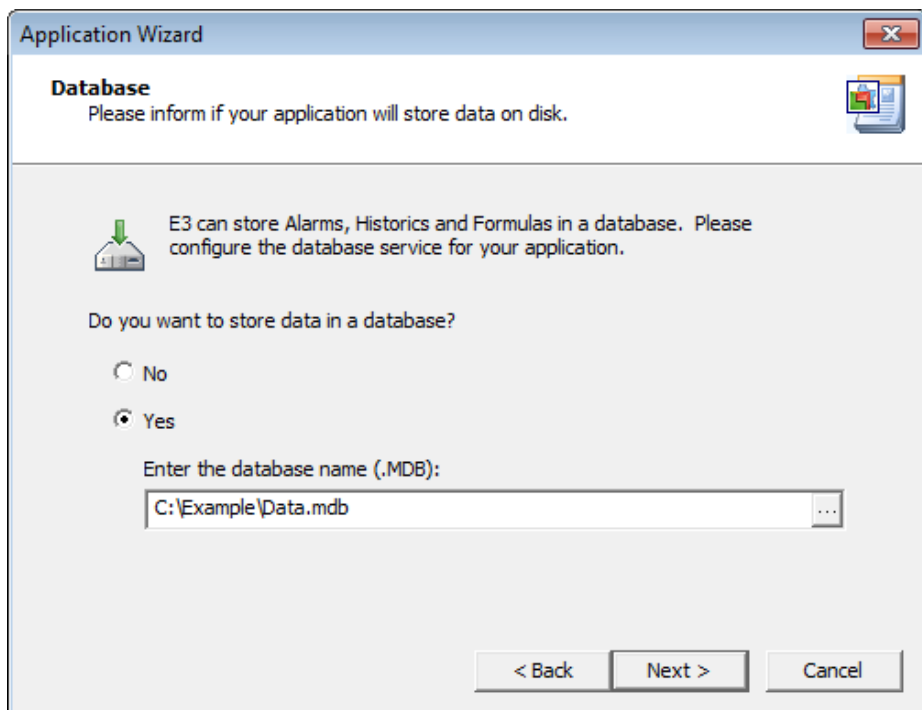 Application Wizard
Database
Please inform if your application will store data on disk.
E3 can store Alarms, Historics and Formulas in a database.  Please
configure the database service for your application.
Do you want to store data in a database?
No
Yes
Enter the database name (.MDB):
C:\Example\Data.mdb
...
< Back Next > Cancel